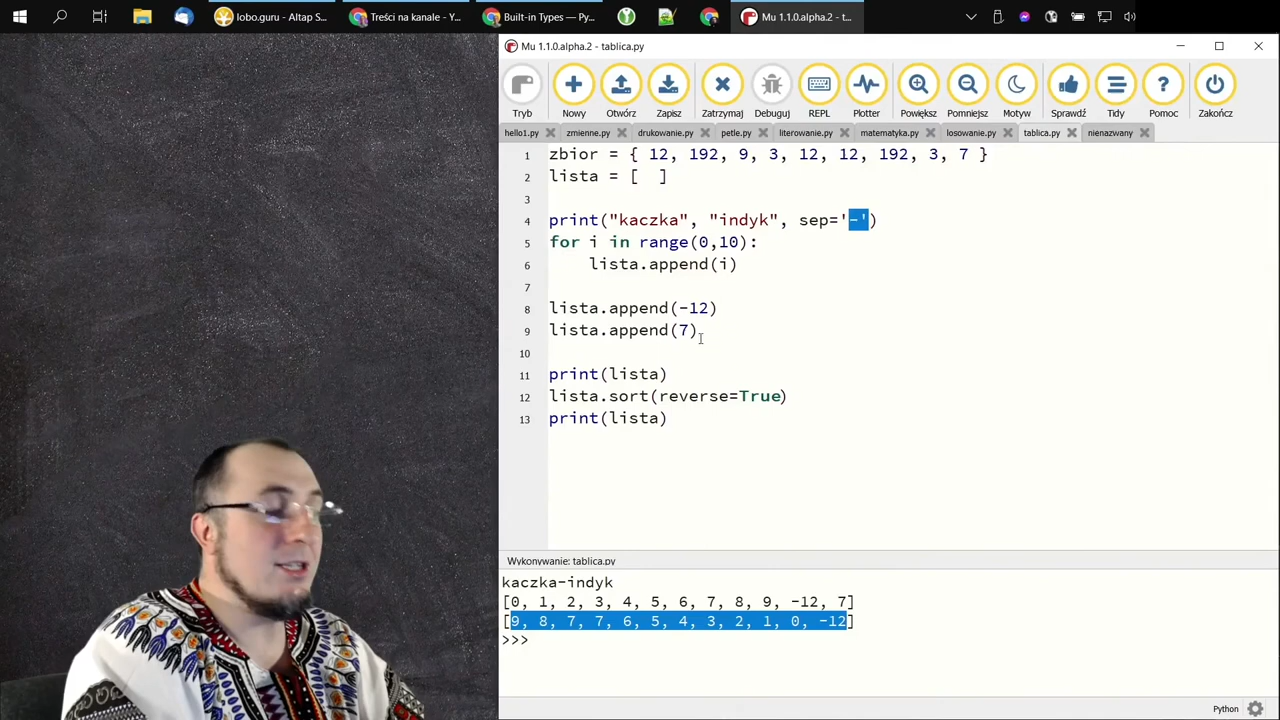 lobo.guru - Altap S...
Treści na kanale - Y...
Built-in Types — Py...
Mu 1.1.0.alpha.2 - t...
Mu 1.1.0.alpha.2 - tablica.py
Tryb
Nowy
Otwórz
Zapisz
Zatrzymaj
Debuguj
REPL
Plotter
Powiększ
Pomniejsz
Motyw
Sprawdź
Tidy
Pomoc
Zakończ
hello1.py
zmienne.py
drukowanie.py
petle.py
literowanie.py
matematyka.py
losowanie.py
tablica.py
nienazwany
1 zbior = { 12, 192, 9, 3, 12, 12, 192, 3, 7 }
2 lista = [  ]
3
4 print("kaczka", "indyk", sep='-')
5 for i in range(0,10):
6     lista.append(i)
7
8 lista.append(-12)
9 lista.append(7)
10
11 print(lista)
12 lista.sort(reverse=True)
13 print(lista)
Wykonywanie: tablica.py
kaczka-indyk
[0, 1, 2, 3, 4, 5, 6, 7, 8, 9, -12, 7]
[9, 8, 7, 7, 6, 5, 4, 3, 2, 1, 0, -12]
>>>
Python